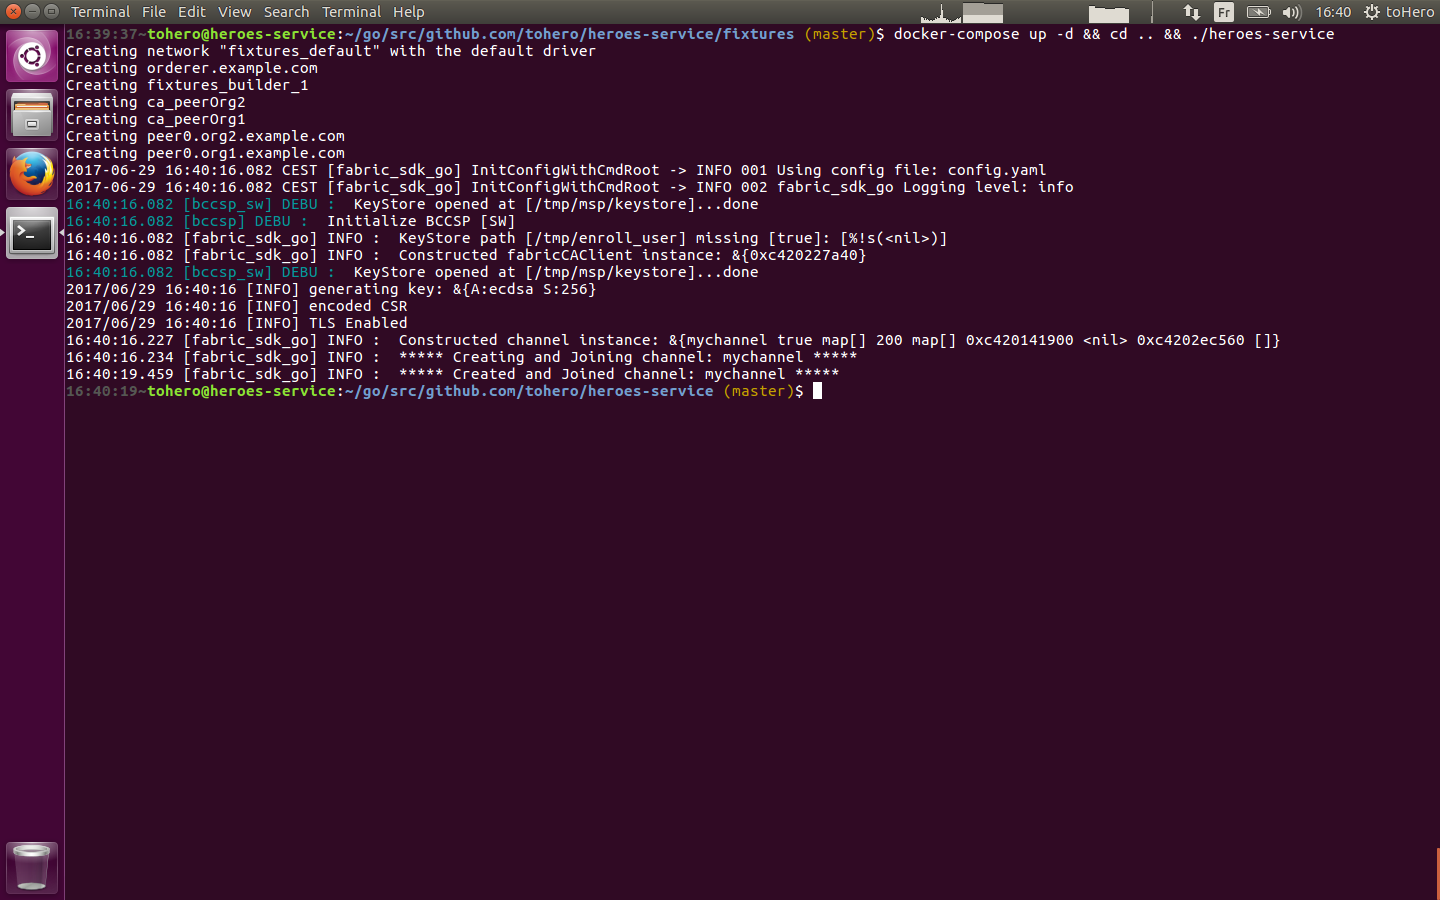 Terminal File Edit View Search Terminal Help Fr 16:40 toHero
16:39:37~tohero@heroes-service:~/go/src/github.com/tohero/heroes-service/fixtures (master)$ docker-compose up -d && cd .. && ./heroes-service
Creating network "fixtures_default" with the default driver
Creating orderer.example.com
Creating fixtures_builder_1
Creating ca_peerOrg2
Creating ca_peerOrg1
Creating peer0.org2.example.com
Creating peer0.org1.example.com
2017-06-29 16:40:16.082 CEST [fabric_sdk_go] InitConfigWithCmdRoot -> INFO 001 Using config file: config.yaml
2017-06-29 16:40:16.082 CEST [fabric_sdk_go] InitConfigWithCmdRoot -> INFO 002 fabric_sdk_go Logging level: info
16:40:16.082 [bccsp_sw] DEBU :  KeyStore opened at [/tmp/msp/keystore]...done
16:40:16.082 [bccsp] DEBU :  Initialize BCCSP [SW]
16:40:16.082 [fabric_sdk_go] INFO :  KeyStore path [/tmp/enroll_user] missing [true]: [%!s(<nil>)]
16:40:16.082 [fabric_sdk_go] INFO :  Constructed fabricCAClient instance: &{0xc420227a40}
16:40:16.082 [bccsp_sw] DEBU :  KeyStore opened at [/tmp/msp/keystore]...done
2017/06/29 16:40:16 [INFO] generating key: &{A:ecdsa S:256}
2017/06/29 16:40:16 [INFO] encoded CSR
2017/06/29 16:40:16 [INFO] TLS Enabled
16:40:16.227 [fabric_sdk_go] INFO :  Constructed channel instance: &{mychannel true map[] 200 map[] 0xc420141900 <nil> 0xc4202ec560 []}
16:40:16.234 [fabric_sdk_go] INFO :  ***** Creating and Joining channel: mychannel *****
16:40:19.459 [fabric_sdk_go] INFO :  ***** Created and Joined channel: mychannel *****
16:40:19~tohero@heroes-service:~/go/src/github.com/tohero/heroes-service (master)$